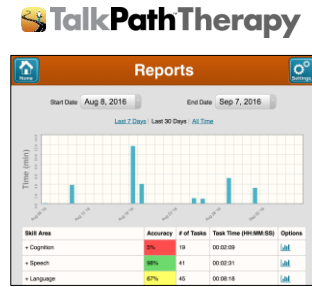 TalkPath Therapy
Home
Reports
Settings
Start Date Aug 8, 2016 End Date Sep 7, 2016
Last 7 Days | Last 30 Days | All Time
Time (min)
Skill Area Accuracy # of Tasks Task Time (HH:MM:SS) Options
+ Cognition 5% 19 00:02:09
+ Speech 98% 41 00:02:31
+ Language 67% 45 00:08:18